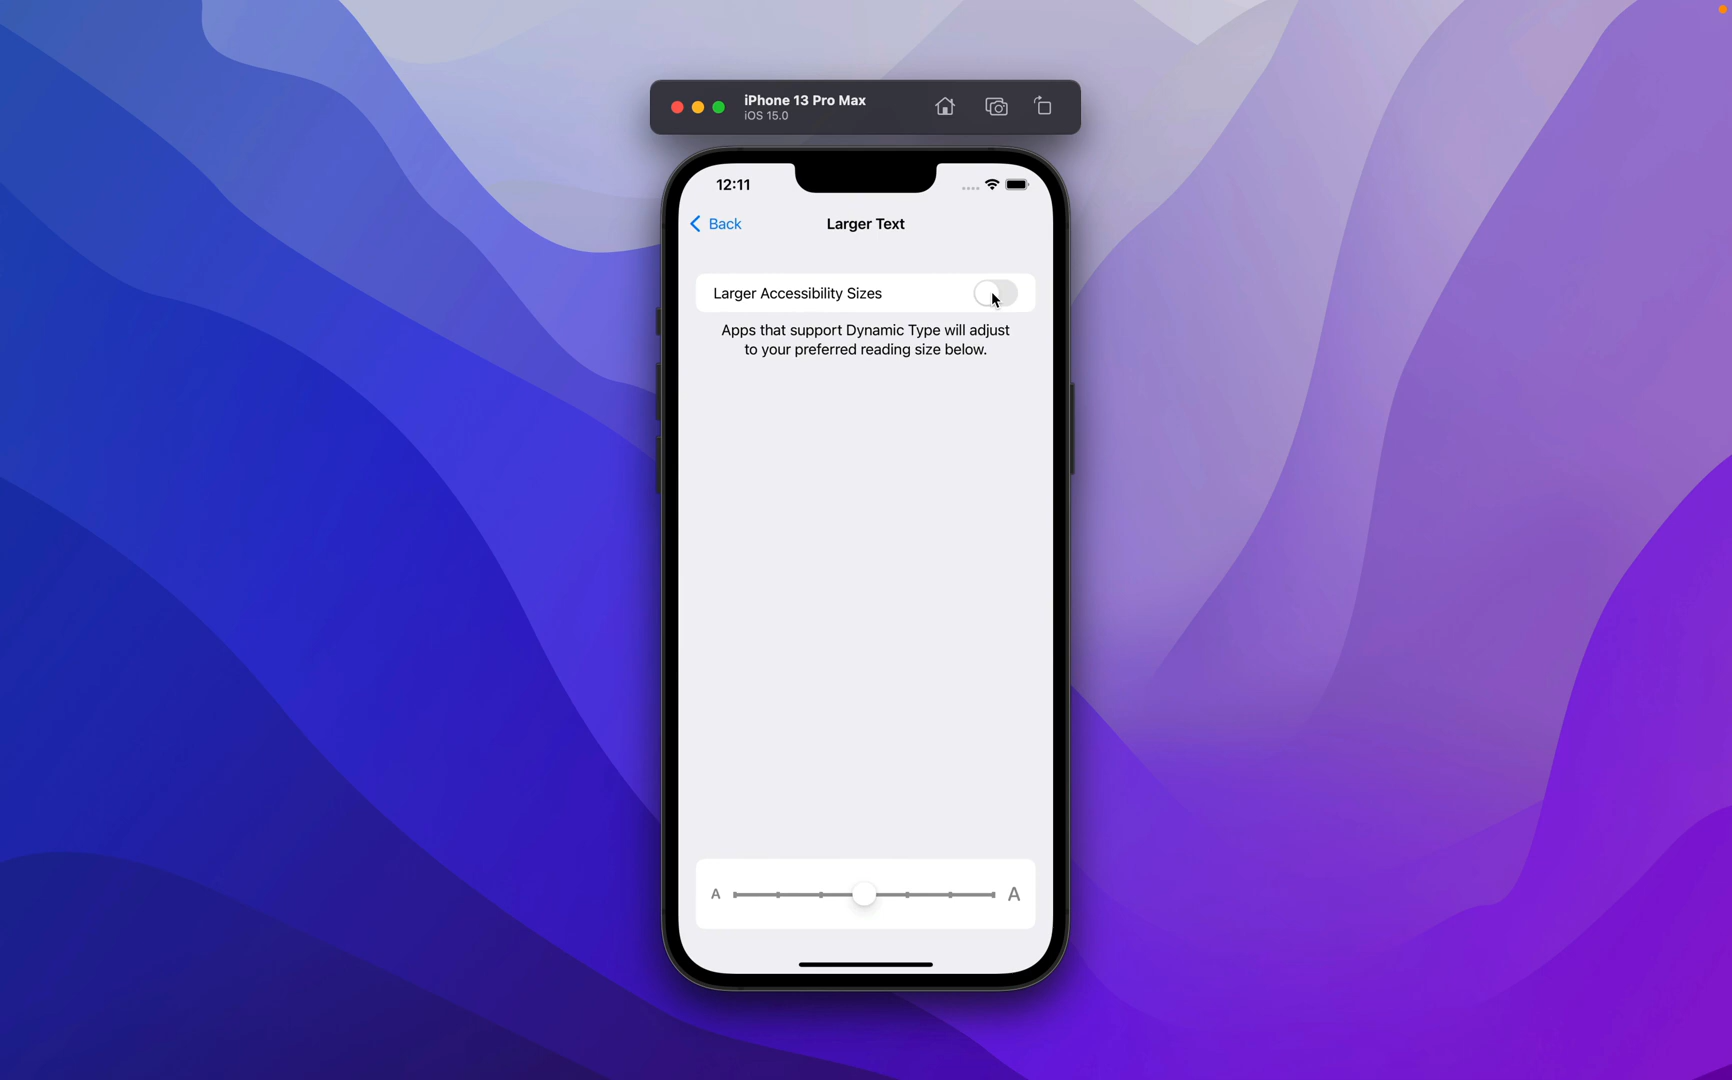 iPhone 13 Pro Max
iOS 15.0
12:11
Back
Larger Text
Larger Accessibility Sizes
Apps that support Dynamic Type will adjust
to your preferred reading size below.
A
A